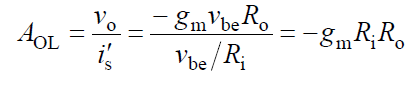 A_OL = v_o / i'_s = −g_m v_be R_o / (v_be/R_i) = −g_m R_i R_o